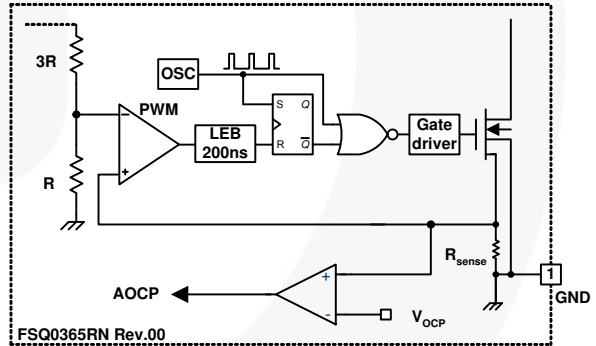 3R
OSC
PWM
S Q
R Q̅
LEB
200ns
Gate
driver
R
−
+
Rsense
1
GND
AOCP
+
-
VOCP
FSQ0365RN Rev.00